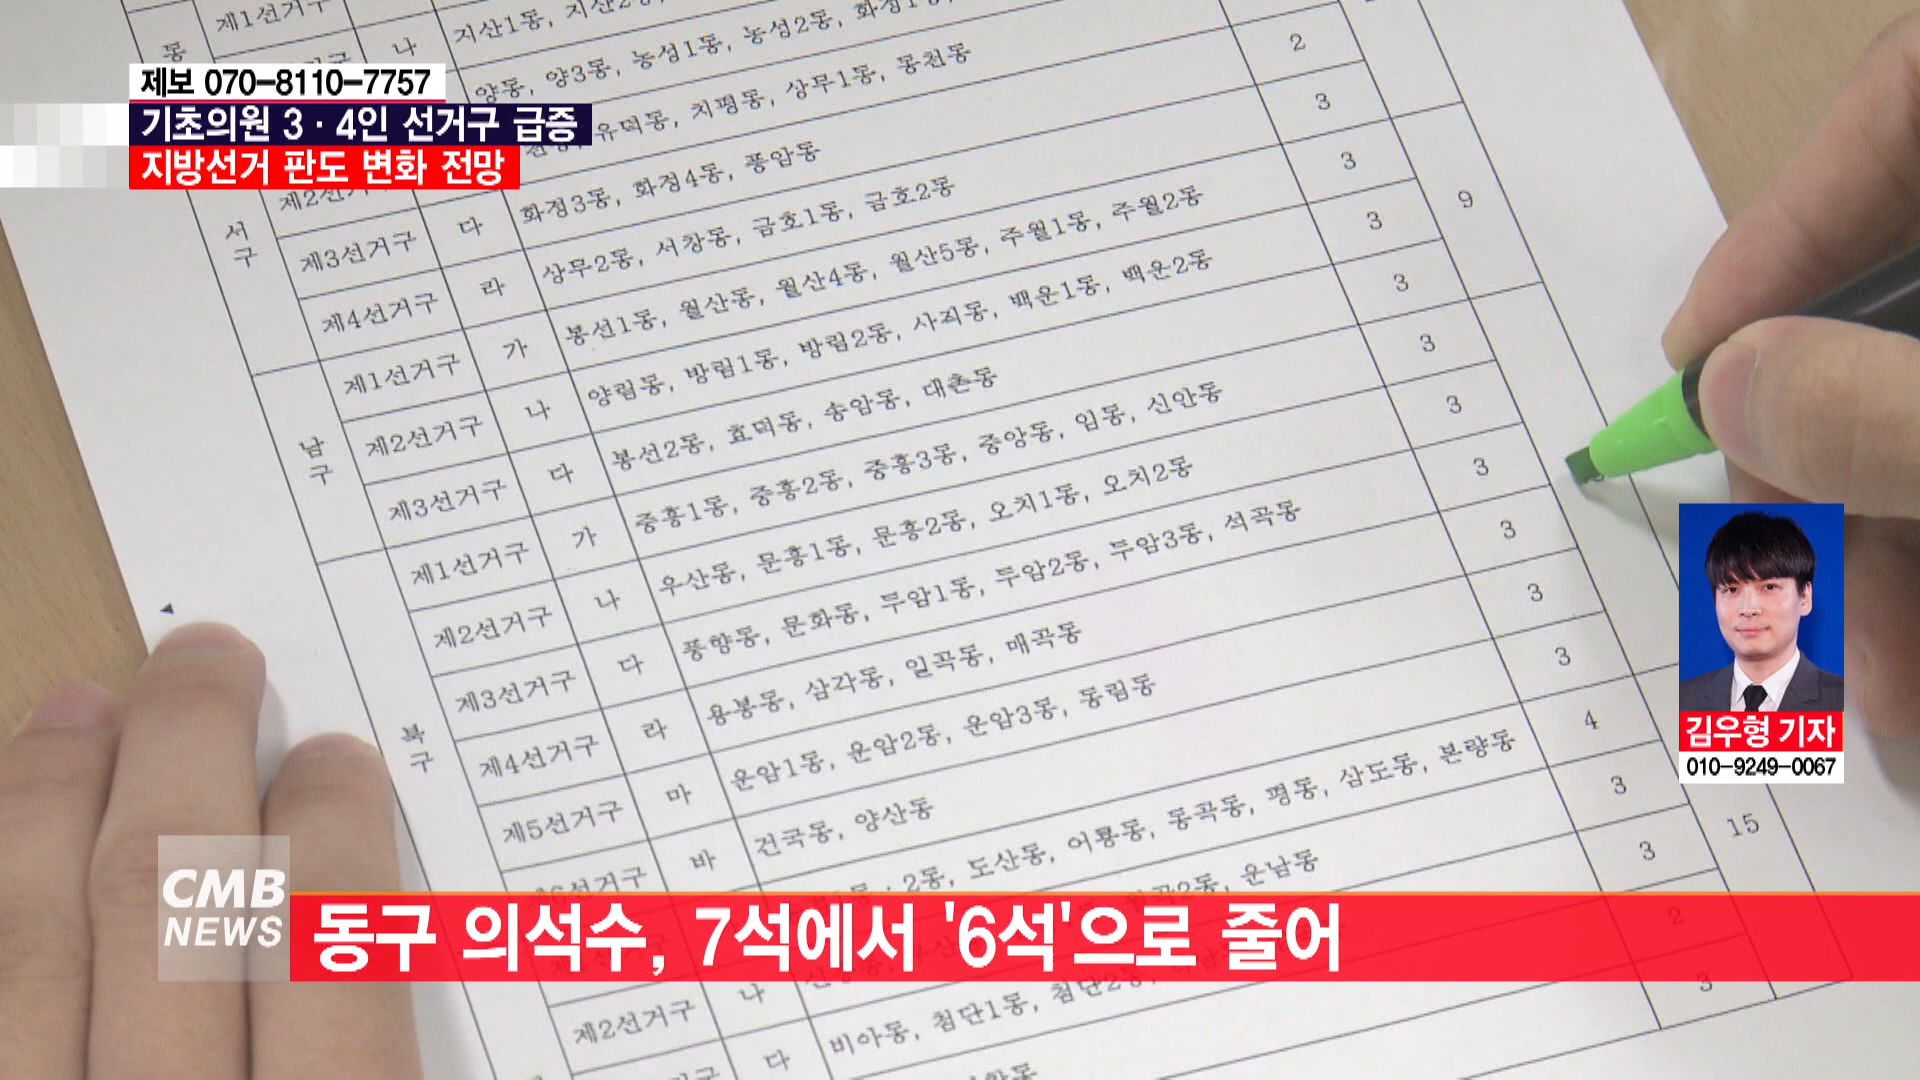 제보 070-8110-7757
기초의원 3·4인 선거구 급증
지방선거 판도 변화 전망
동
제1선거구
나
지산1동,
양동, 양3동, 농성1동, 농성2동,
2
유덕동, 치평동, 상무1동, 동천동
3
서구
제2선거구
화정3동, 화정4동, 풍암동
3
9
제3선거구 다
상무2동, 서창동, 금호1동, 금호2동
3
제4선거구 라
남구
제1선거구 가 봉선1동, 월산동, 월산4동, 월산5동, 주월1동, 주월2동
3
제2선거구 나 양림동, 방림1동, 방림2동, 사직동, 백운1동, 백운2동
3
제3선거구 다 봉선2동, 효덕동, 송암동, 대촌동
3
북구
제1선거구 가 중흥1동, 중흥2동, 중흥3동, 중앙동, 임동, 신안동
3
제2선거구 나 우산동, 문흥1동, 문흥2동, 오치1동, 오치2동
3
제3선거구 다 풍향동, 문화동, 두암1동, 두암2동, 두암3동, 석곡동
3
제4선거구 라 용봉동, 삼각동, 일곡동, 매곡동
3
제5선거구 마 운암1동, 운암2동, 운암3동, 동림동
4
15
제6선거구 바 건국동, 양산동
3
2동, 도산동, 어룡동, 동곡동, 평동, 삼도동, 본량동
3
운남동
2
제2선거구 나
3
다 비아동, 첨단1동, 첨단2동,
김우형 기자
010-9249-0067
CMB
NEWS
동구 의석수, 7석에서 '6석'으로 줄어